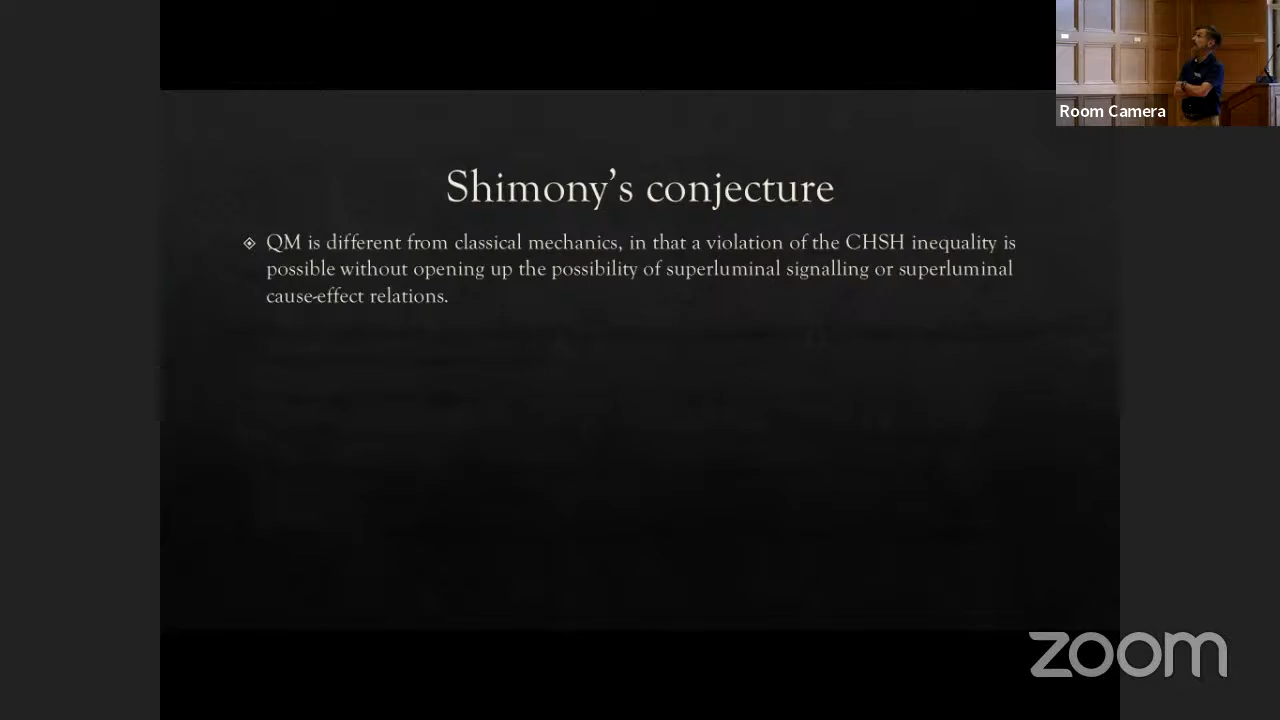 Room Camera
Shimony's conjecture
QM is different from classical mechanics, in that a violation of the CHSH inequality is
possible without opening up the possibility of superluminal signalling or superluminal
cause-effect relations.
zoom